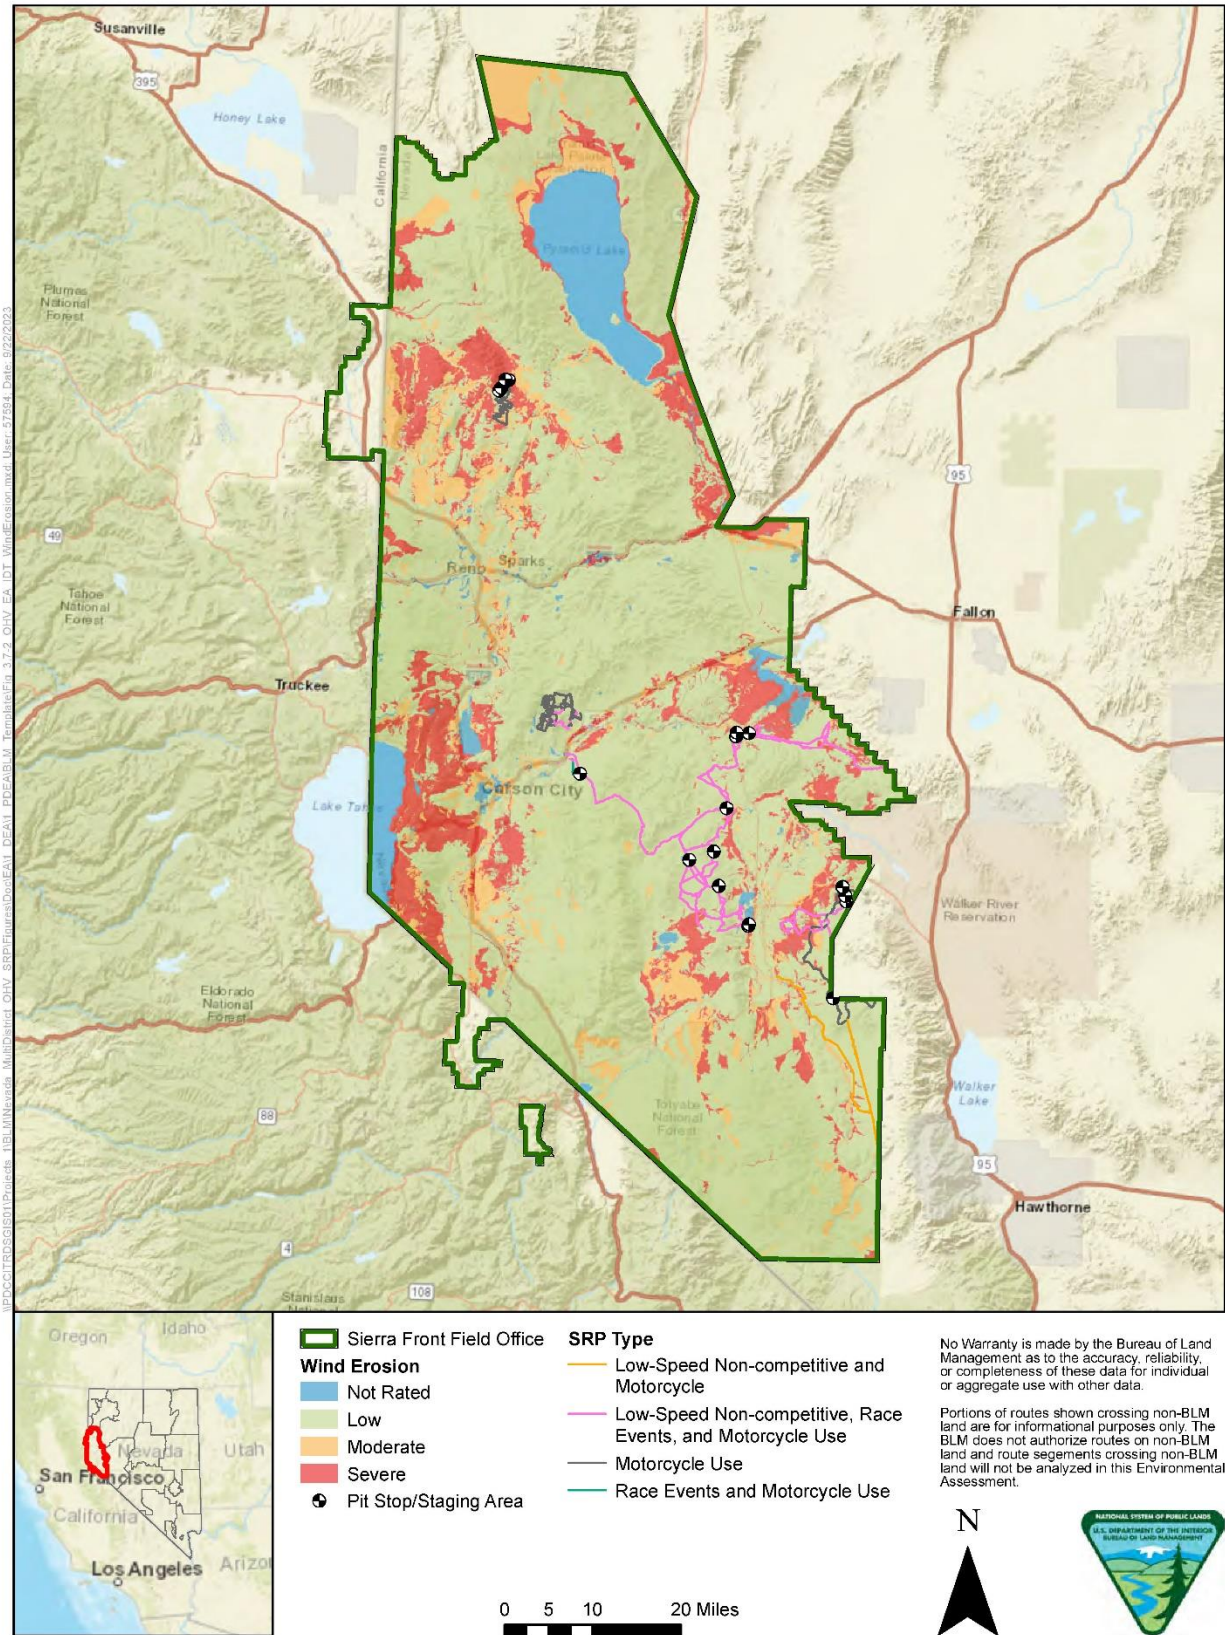 Susanville
395
Honey Lake
California
Pyramid Lake
Plumas
National
Forest
95
49
Reno
Sparks
Tahoe
National
Forest
Fallon
Truckee
Lake Tahoe
Carson City
Walker River
Reservation
Eldorado
National
Forest
Walker
Lake
88
Toiyabe
National
Forest
95
Hawthorne
4
108
Stanislaus
National
Oregon
Idaho
Nevada
Utah
San Francisco
California
Los Angeles
Arizon
Sierra Front Field Office
Wind Erosion
Not Rated
Low
Moderate
Severe
Pit Stop/Staging Area
SRP Type
Low-Speed Non-competitive and
Motorcycle
Low-Speed Non-competitive, Race
Events, and Motorcycle Use
Motorcycle Use
Race Events and Motorcycle Use
No Warranty is made by the Bureau of Land
Management as to the accuracy, reliability,
or completeness of these data for individual
or aggregate use with other data.
Portions of routes shown crossing non-BLM
land are for informational purposes only. The
BLM does not authorize routes on non-BLM
land and route segements crossing non-BLM
land will not be analyzed in this Environmental
Assessment.
N
0 5 10 20 Miles
NATIONAL SYSTEM OF PUBLIC LANDS
U.S. DEPARTMENT OF THE INTERIOR
BUREAU OF LAND MANAGEMENT